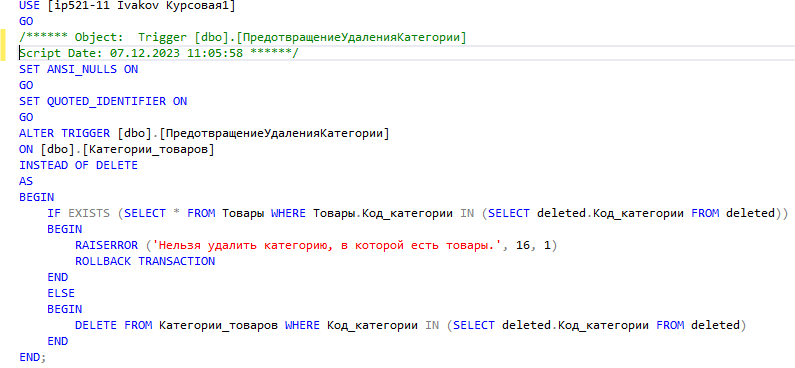 USE [ip521-11 Ivakov Курсовая1]
GO
/****** Object:  Trigger [dbo].[ПредотвращениеУдаленияКатегории]
Script Date: 07.12.2023 11:05:58 ******/
SET ANSI_NULLS ON
GO
SET QUOTED_IDENTIFIER ON
GO
ALTER TRIGGER [dbo].[ПредотвращениеУдаленияКатегории]
ON [dbo].[Категории_товаров]
INSTEAD OF DELETE
AS
BEGIN
    IF EXISTS (SELECT * FROM Товары WHERE Товары.Код_категории IN (SELECT deleted.Код_категории FROM deleted))
    BEGIN
        RAISERROR ('Нельзя удалить категорию, в которой есть товары.', 16, 1)
        ROLLBACK TRANSACTION
    END
    ELSE
    BEGIN
        DELETE FROM Категории_товаров WHERE Код_категории IN (SELECT deleted.Код_категории FROM deleted)
    END
END;